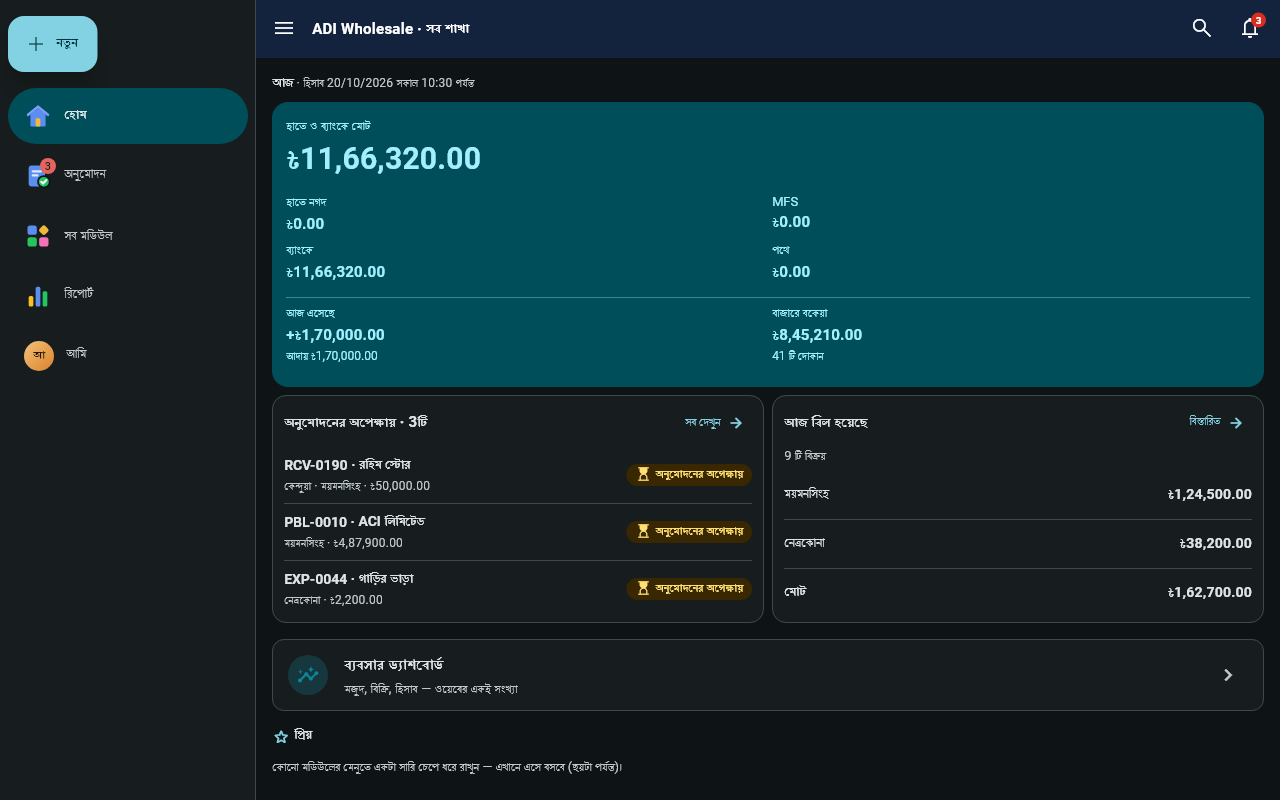 নতুন
হোম
3
অনুমোদন
সব মডিউল
রিপোর্ট
আ
আমি
ADI Wholesale · সব শাখা
3
আজ · হিসাব 20/10/2026 সকাল 10:30 পর্যন্ত
হাতে ও ব্যাংকে মোট
৳11,66,320.00
হাতে নগদ
৳0.00
MFS
৳0.00
ব্যাংকে
৳11,66,320.00
পথে
৳0.00
আজ এসেছে
+৳1,70,000.00
আদায় ৳1,70,000.00
বাজারে বকেয়া
৳8,45,210.00
41 টি দোকান
অনুমোদনের অপেক্ষায় · 3টি
সব দেখুন
RCV-0190 · রহিম স্টোর
কেন্দুয়া · ময়মনসিংহ · ৳50,000.00
অনুমোদনের অপেক্ষায়
PBL-0010 · ACI লিমিটেড
ময়মনসিংহ · ৳4,87,900.00
অনুমোদনের অপেক্ষায়
EXP-0044 · গাড়ির ভাড়া
নেত্রকোনা · ৳2,200.00
অনুমোদনের অপেক্ষায়
আজ বিল হয়েছে
বিস্তারিত
9 টি বিক্রয়
ময়মনসিংহ ৳1,24,500.00
নেত্রকোনা ৳38,200.00
মোট ৳1,62,700.00
ব্যবসার ড্যাশবোর্ড
মজুদ, বিক্রি, হিসাব — ওয়েবের একই সংখ্যা
প্রিয়
কোনো মডিউলের মেনুতে একটা সারি চেপে ধরে রাখুন — এখানে এসে বসবে (ছয়টা পর্যন্ত)।